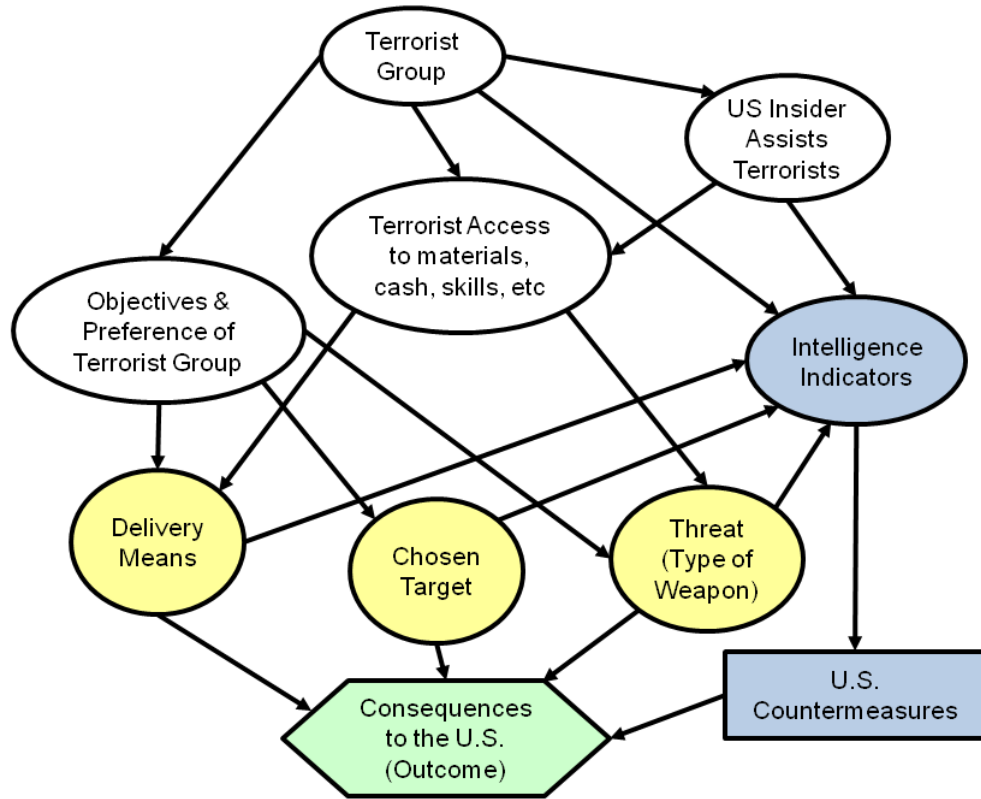 Terrorist
Group
US Insider
Assists
Terrorists
Terrorist Access
to materials,
cash, skills, etc
Objectives &
Preference of
Terrorist Group
Intelligence
Indicators
Delivery
Means
Chosen
Target
Threat
(Type of
Weapon)
U.S.
Countermeasures
Consequences
to the U.S.
(Outcome)